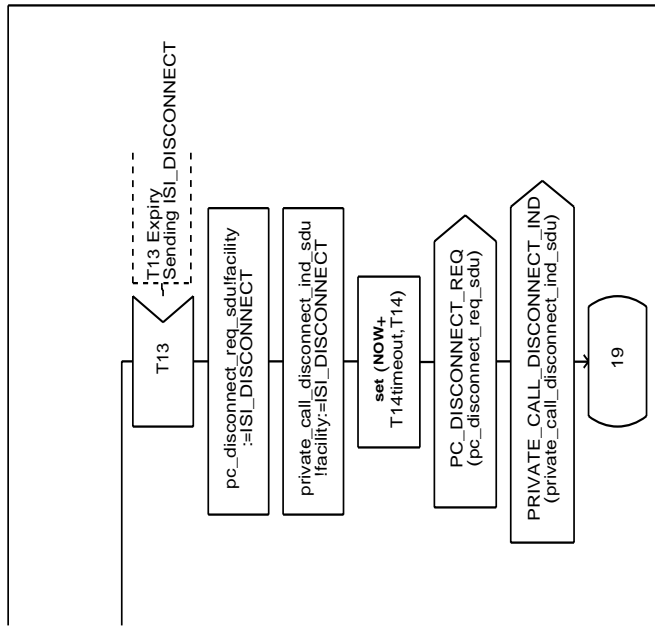 T13 Expiry
Sending ISI_DISCONNECT
T13
pc_disconnect_req_sdu!facility
:=ISI_DISCONNECT
private_call_disconnect_ind_sdu
!facility:=ISI_DISCONNECT
set (NOW+
T14timeout,T14)
PC_DISCONNECT_REQ
(pc_disconnect_req_sdu)
PRIVATE_CALL_DISCONNECT_IND
(private_call_disconnect_ind_sdu)
19